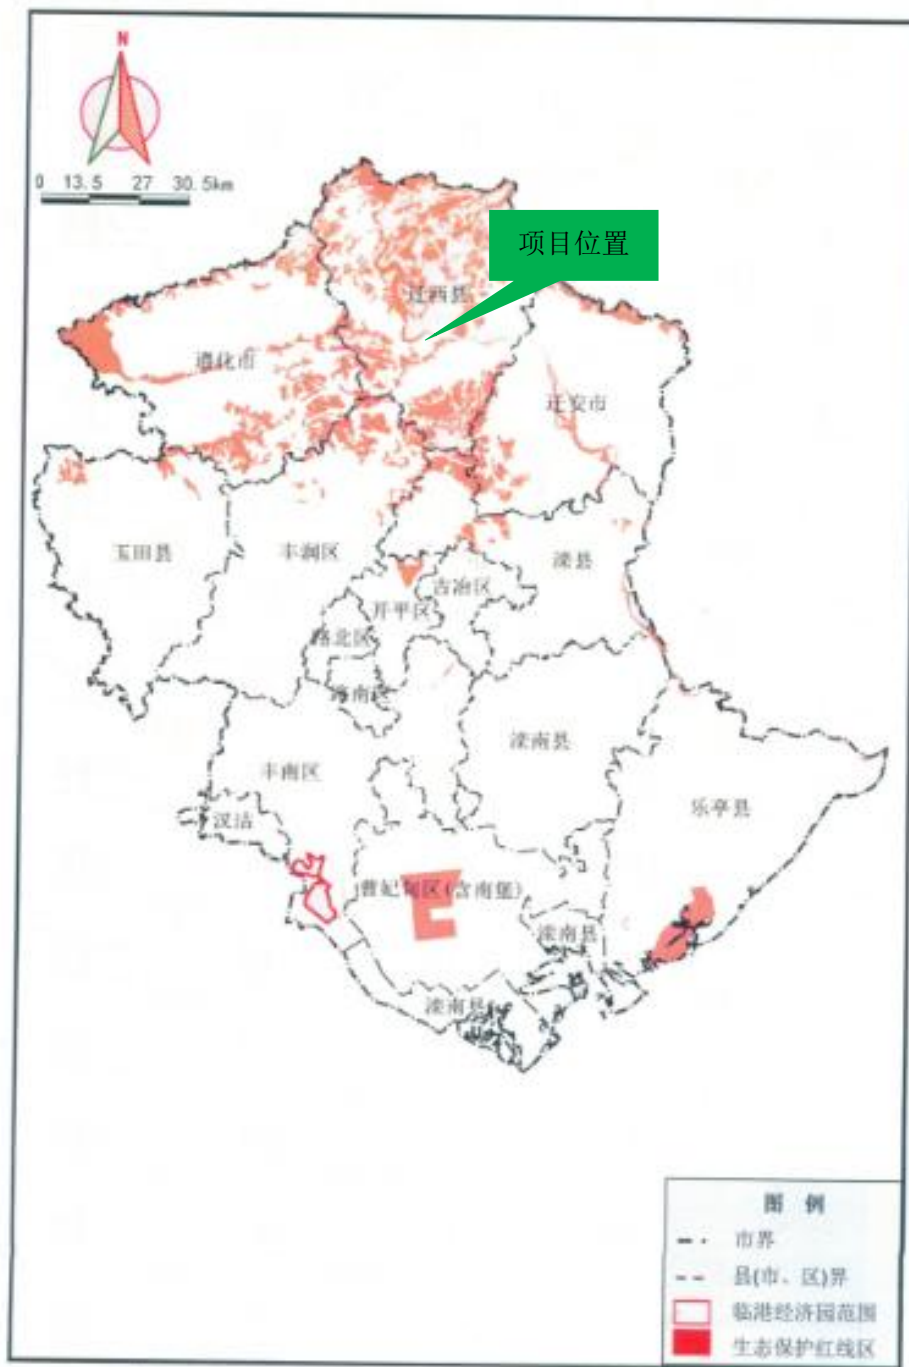 N
0 13.5 27 30.5km
项目位置
迁西县
遵化市
迁安市
玉田县
丰润区
滦县
古冶区
开平区
路北区
路南区
滦南县
丰南区
乐亭县
汉沽
曹妃甸区(含南堡)
滦南县
滦南县
图 例
市界
县(市、区)界
临港经济园范围
生态保护红线区